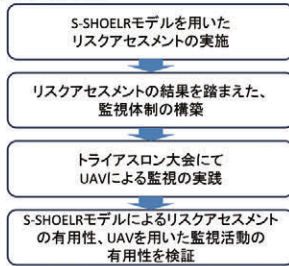 S-SHOELRモデルを用いた
リスクアセスメントの実施
リスクアセスメントの結果を踏まえた、
監視体制の構築
トライアスロン大会にて
UAVによる監視の実践
S-SHOELRモデルによるリスクアセスメント
の有用性、UAVを用いた監視活動の
有用性を検証